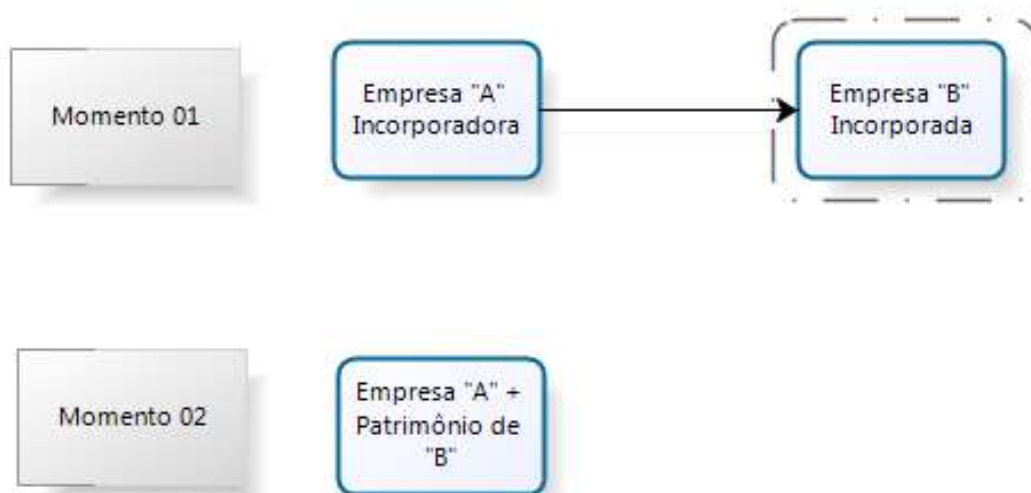 Momento 01
Empresa "A"
Incorporadora
Empresa "B"
Incorporada
Momento 02
Empresa "A" +
Patrimônio de
"B"